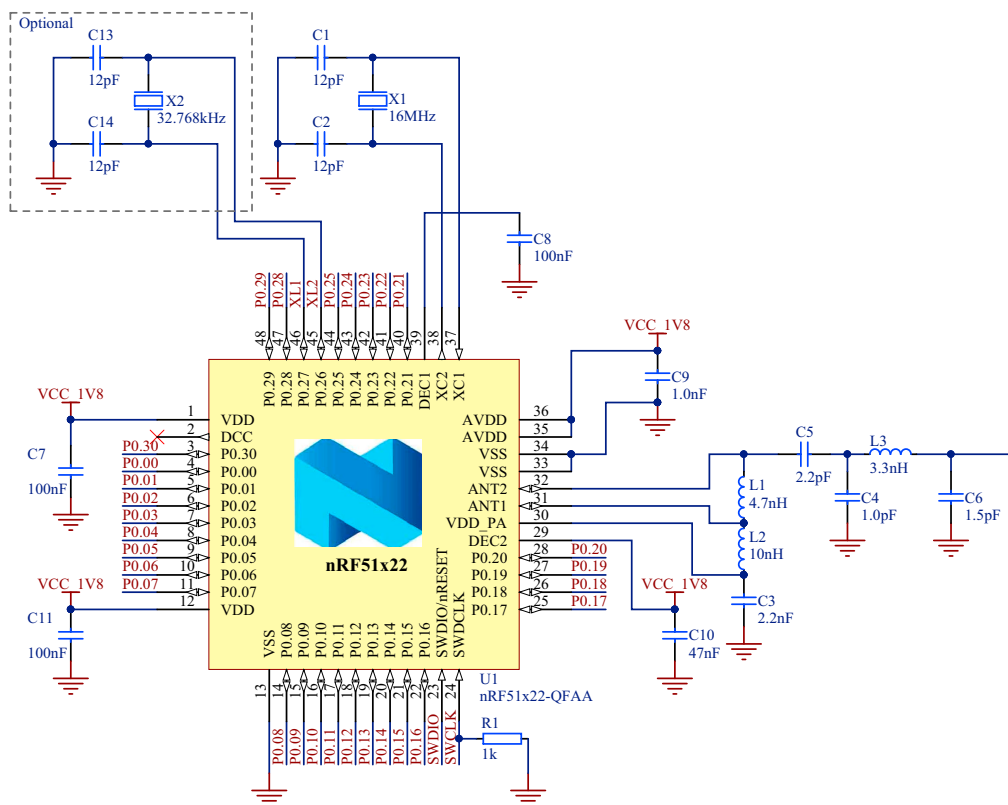 Optional
C13
12pF
X2
32.768kHz
C14
12pF
C1
12pF
X1
16MHz
C2
12pF
C8
100nF
P0.29
P0.28
XL1
XL2
P0.25
P0.24
P0.23
P0.22
P0.21
48
47
46
45
44
43
42
41
40
39
38
37
P0.29
P0.28
P0.27
P0.26
P0.25
P0.24
P0.23
P0.22
P0.21
DEC1
XC2
XC1
VCC_1V8
C7
100nF
VCC_1V8
C11
100nF
P0.30
P0.00
P0.01
P0.02
P0.03
P0.04
P0.05
P0.06
P0.07
1 VDD
2 DCC
3 P0.30
4 P0.00
5 P0.01
6 P0.02
7 P0.03
8 P0.04
9 P0.05
10 P0.06
11 P0.07
12 VDD
nRF51x22
AVDD 36
AVDD 35
VSS 34
VSS 33
ANT2 32
ANT1 31
VDD_PA 30
DEC2 29
P0.20 28 P0.20
P0.19 27 P0.19
P0.18 26 P0.18
P0.17 25 P0.17
VCC_1V8
C9
1.0nF
C5
2.2pF
L3
3.3nH
L1
4.7nH
C4
1.0pF
C6
1.5pF
L2
10nH
C3
2.2nF
VCC_1V8
C10
47nF
VSS
P0.08
P0.09
P0.10
P0.11
P0.12
P0.13
P0.14
P0.15
P0.16
SWDIO/nRESET
SWDCLK
13
14
15
16
17
18
19
20
21
22
23
24
U1
nRF51x22-QFAA
P0.08
P0.09
P0.10
P0.11
P0.12
P0.13
P0.14
P0.15
P0.16
SWDIO
SWCLK
R1
1k